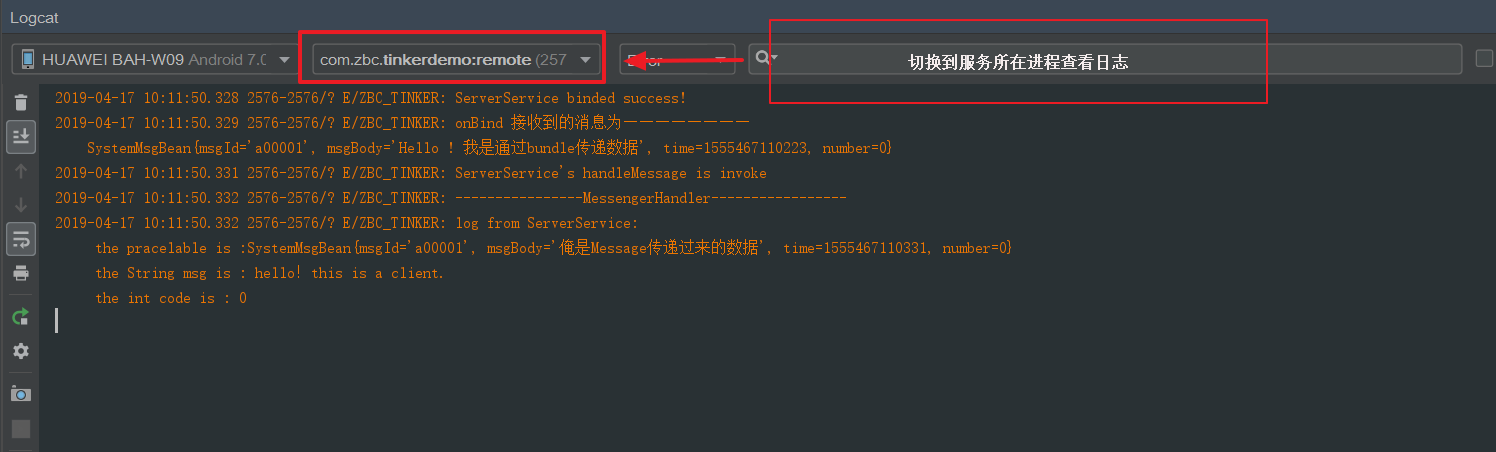 Logcat
HUAWEI BAH-W09 Android 7.0
com.zbc.tinkerdemo:remote (257
Error
切换到服务所在进程查看日志
2019-04-17 10:11:50.328 2576-2576/? E/ZBC_TINKER: ServerService binded success!
2019-04-17 10:11:50.329 2576-2576/? E/ZBC_TINKER: onBind 接收到的消息为————————
SystemMsgBean{msgId='a00001', msgBody='Hello ! 我是通过bundle传递数据', time=1555467110223, number=0}
2019-04-17 10:11:50.331 2576-2576/? E/ZBC_TINKER: ServerService's handleMessage is invoke
2019-04-17 10:11:50.332 2576-2576/? E/ZBC_TINKER: ----------------MessengerHandler-----------------
2019-04-17 10:11:50.332 2576-2576/? E/ZBC_TINKER: log from ServerService:
the pracelable is :SystemMsgBean{msgId='a00001', msgBody='俺是Message传递过来的数据', time=1555467110331, number=0}
the String msg is : hello! this is a client.
the int code is : 0